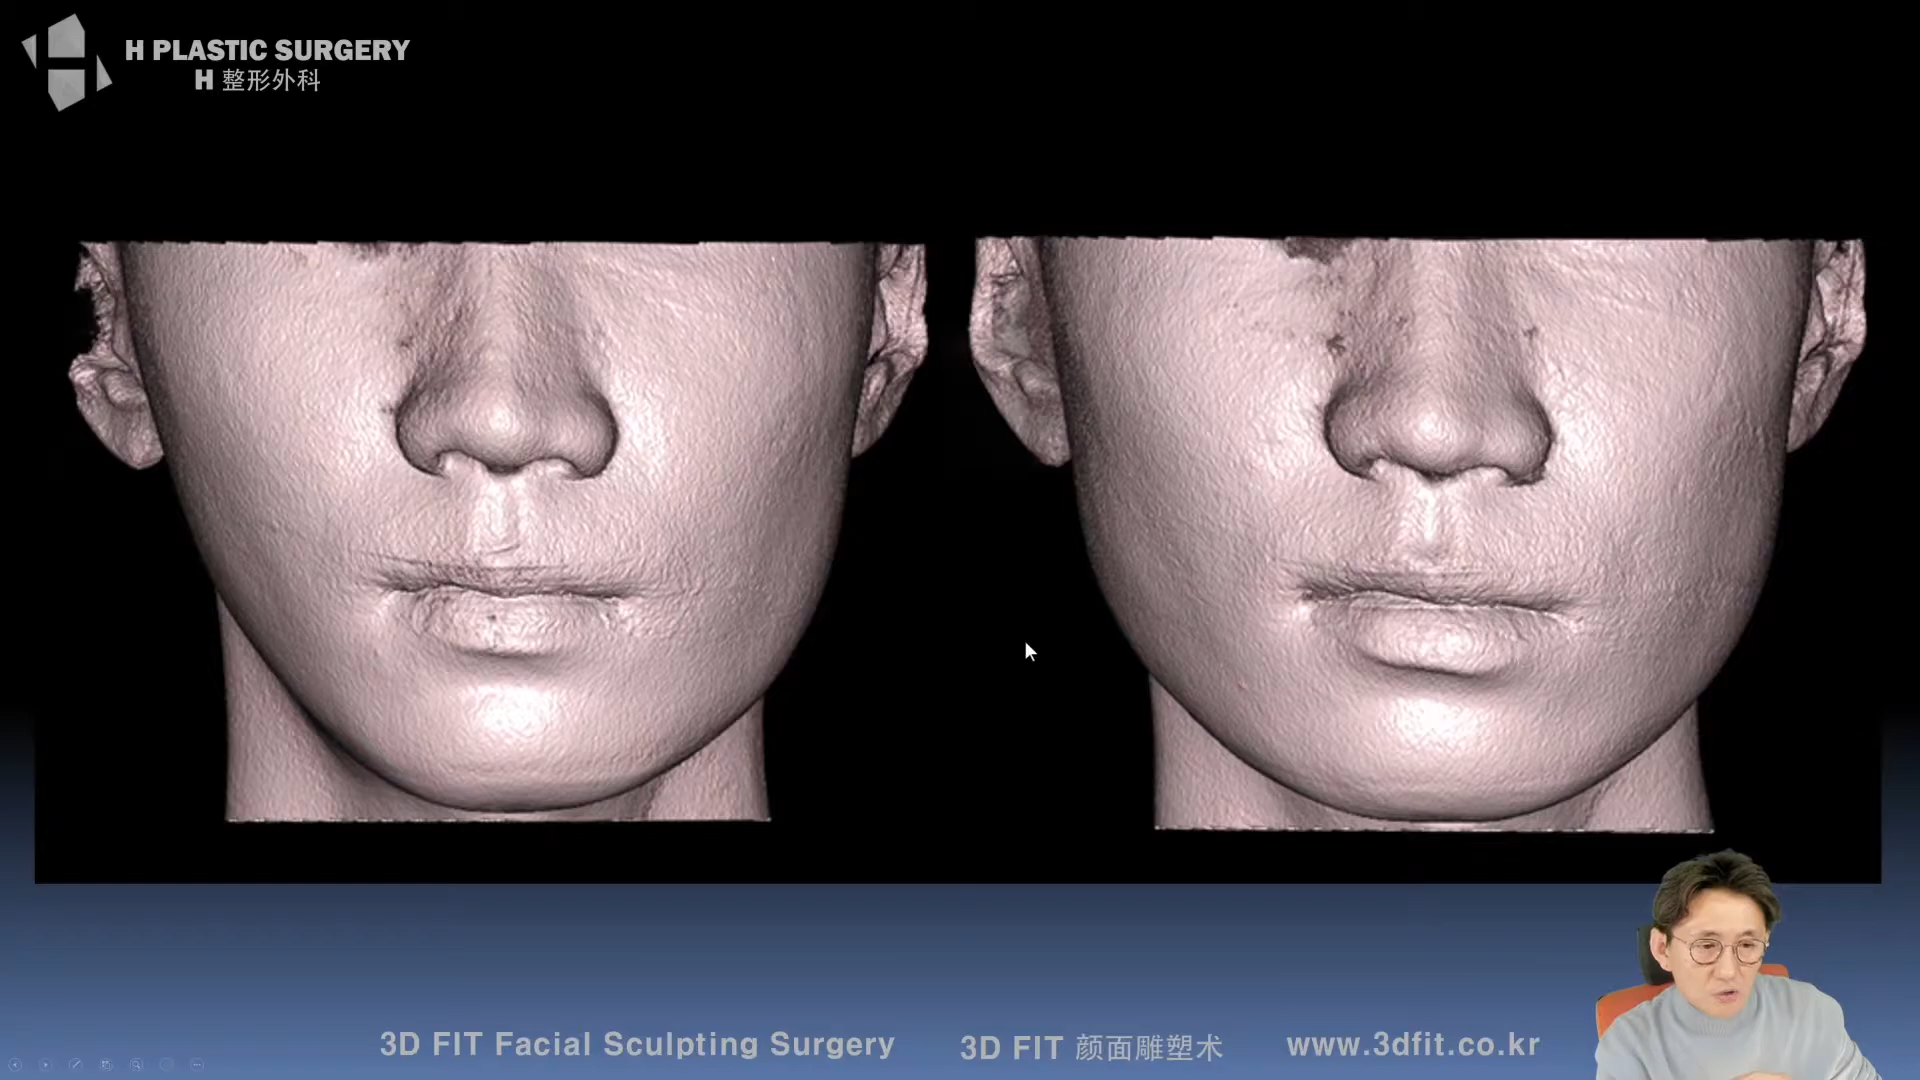 H PLASTIC SURGERY
H 整形外科
3D FIT Facial Sculpting Surgery 3D FIT 颜面雕塑术 www.3dfit.co.kr